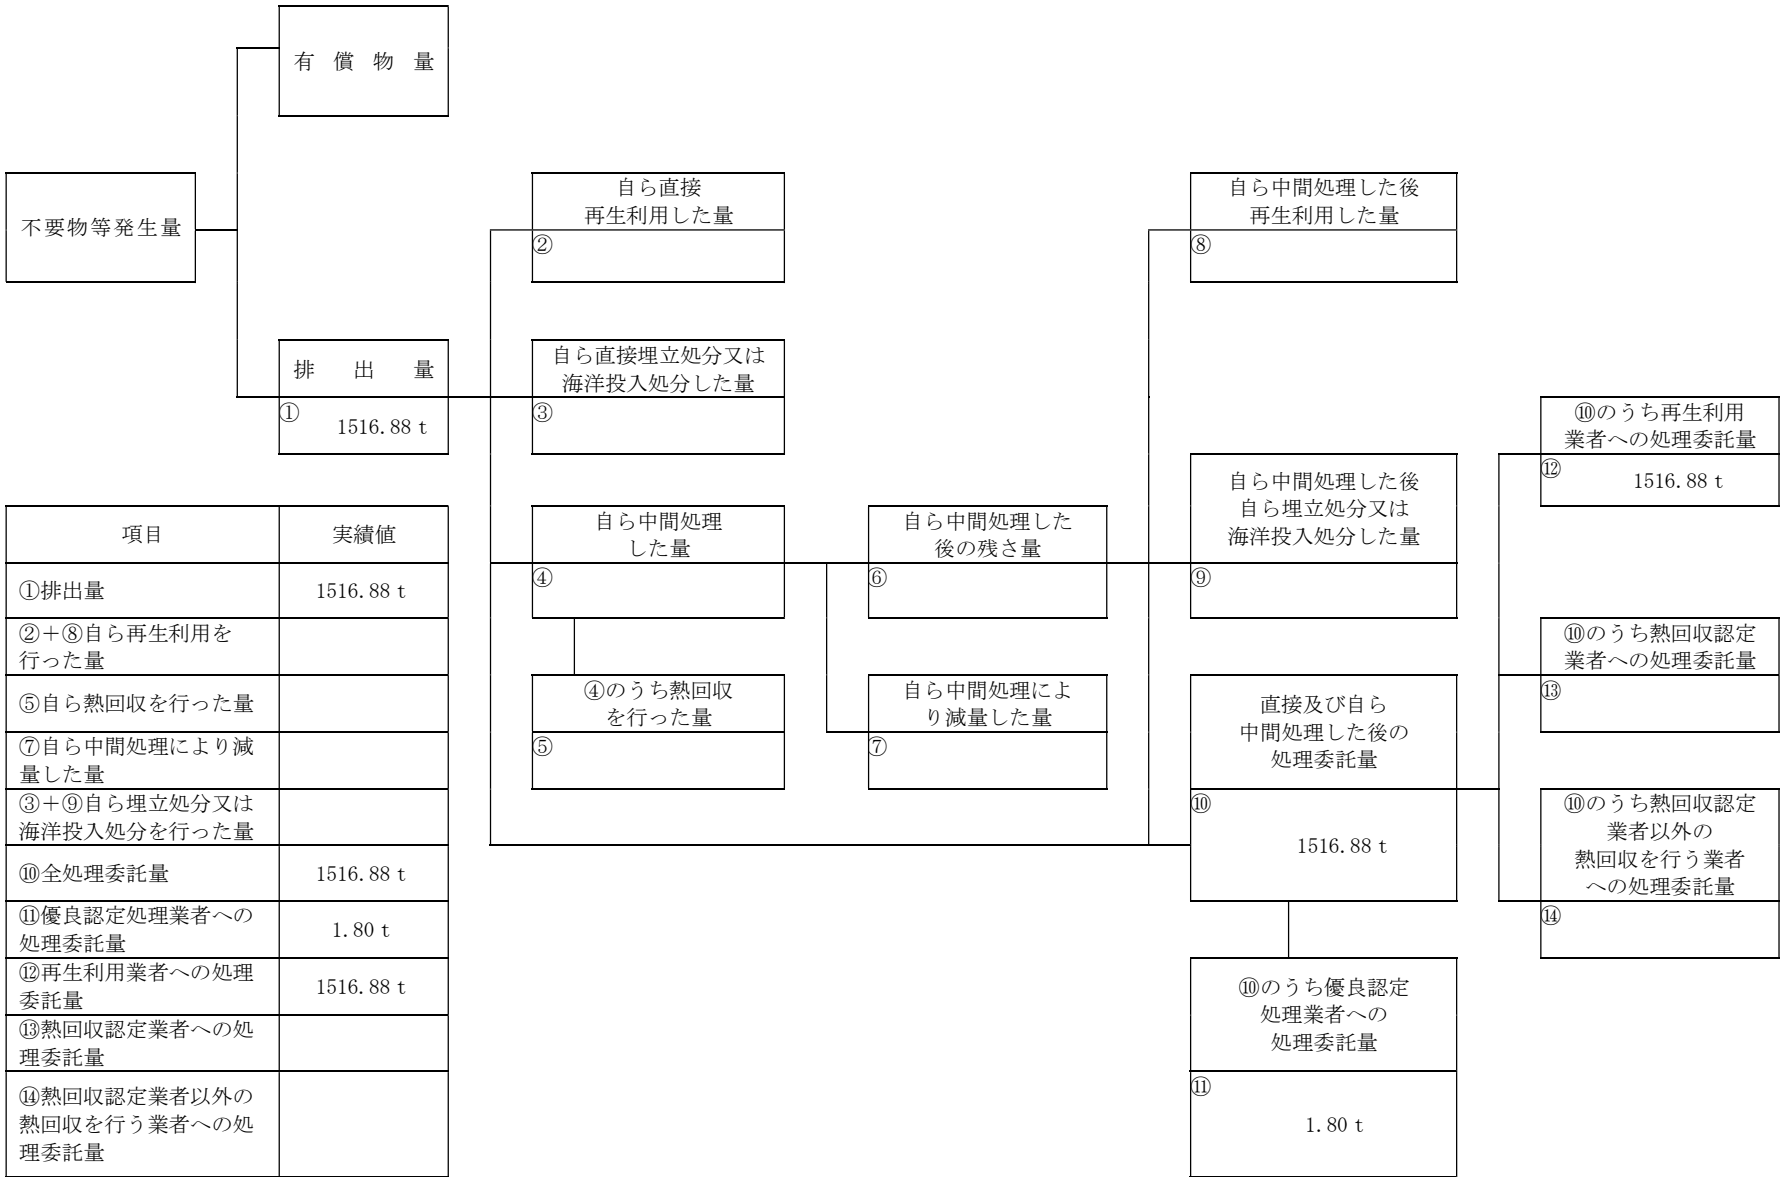 有償物量
不要物等発生量
自ら直接
再生利用した量
②
自ら中間処理した後
再生利用した量
⑧
排出量
①
1516.88 t
自ら直接埋立処分又は
海洋投入処分した量
③
⑩のうち再生利用
業者への処理委託量
⑫
1516.88 t
自ら中間処理
した量
④
自ら中間処理した
後の残さ量
⑥
自ら中間処理した後
自ら埋立処分又は
海洋投入処分した量
⑨
⑩のうち熱回収認定
業者への処理委託量
⑬
④のうち熱回収
を行った量
⑤
自ら中間処理によ
り減量した量
⑦
直接及び自ら
中間処理した後の
処理委託量
⑩
1516.88 t
⑩のうち熱回収認定
業者以外の
熱回収を行う業者
への処理委託量
⑭
⑩のうち優良認定
処理業者への
処理委託量
⑪
1.80 t
項目 実績値
①排出量 1516.88 t
②＋⑧自ら再生利用を
行った量
⑤自ら熱回収を行った量
⑦自ら中間処理により減
量した量
③＋⑨自ら埋立処分又は
海洋投入処分を行った量
⑩全処理委託量 1516.88 t
⑪優良認定処理業者への
処理委託量 1.80 t
⑫再生利用業者への処理
委託量 1516.88 t
⑬熱回収認定業者への処
理委託量
⑭熱回収認定業者以外の
熱回収を行う業者への処
理委託量